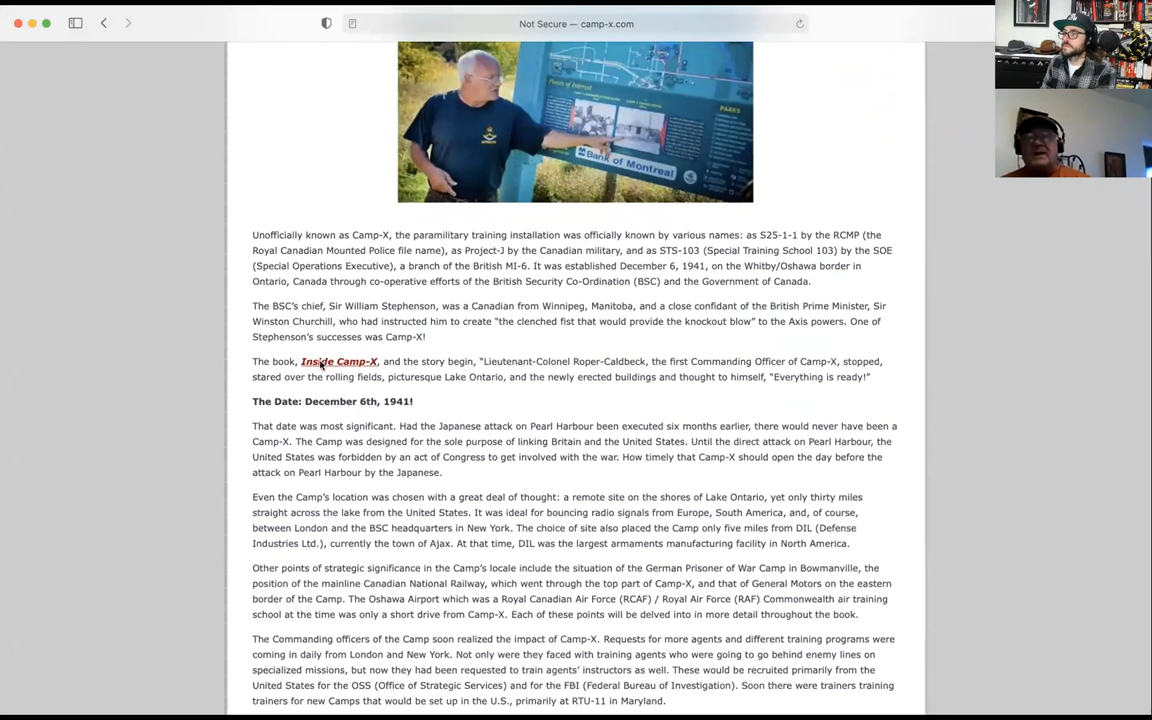 Not Secure — camp-x.com
Points of Interest
PARKS
Bank of Montreal
Unofficially known as Camp-X, the paramilitary training installation was officially known by various names: as S25-1-1 by the RCMP (the
Royal Canadian Mounted Police file name), as Project-J by the Canadian military, and as STS-103 (Special Training School 103) by the SOE
(Special Operations Executive), a branch of the British MI-6. It was established December 6, 1941, on the Whitby/Oshawa border in
Ontario, Canada through co-operative efforts of the British Security Co-Ordination (BSC) and the Government of Canada.
The BSC’s chief, Sir William Stephenson, was a Canadian from Winnipeg, Manitoba, and a close confidant of the British Prime Minister, Sir
Winston Churchill, who had instructed him to create “the clenched fist that would provide the knockout blow” to the Axis powers. One of
Stephenson’s successes was Camp-X!
The book, Inside Camp-X, and the story begin, “Lieutenant-Colonel Roper-Caldbeck, the first Commanding Officer of Camp-X, stopped,
stared over the rolling fields, picturesque Lake Ontario, and the newly erected buildings and thought to himself, “Everything is ready!”
The Date: December 6th, 1941!
That date was most significant. Had the Japanese attack on Pearl Harbour been executed six months earlier, there would never have been a
Camp-X. The Camp was designed for the sole purpose of linking Britain and the United States. Until the direct attack on Pearl Harbour, the
United States was forbidden by an act of Congress to get involved with the war. How timely that Camp-X should open the day before the
attack on Pearl Harbour by the Japanese.
Even the Camp’s location was chosen with a great deal of thought: a remote site on the shores of Lake Ontario, yet only thirty miles
straight across the lake from the United States. It was ideal for bouncing radio signals from Europe, South America, and, of course,
between London and the BSC headquarters in New York. The choice of site also placed the Camp only five miles from DIL (Defense
Industries Ltd.), currently the town of Ajax. At that time, DIL was the largest armaments manufacturing facility in North America.
Other points of strategic significance in the Camp’s locale include the situation of the German Prisoner of War Camp in Bowmanville, the
position of the mainline Canadian National Railway, which went through the top part of Camp-X, and that of General Motors on the eastern
border of the Camp. The Oshawa Airport which was a Royal Canadian Air Force (RCAF) / Royal Air Force (RAF) Commonwealth air training
school at the time was only a short drive from Camp-X. Each of these points will be delved into in more detail throughout the book.
The Commanding officers of the Camp soon realized the impact of Camp-X. Requests for more agents and different training programs were
coming in daily from London and New York. Not only were they faced with training agents who were going to go behind enemy lines on
specialized missions, but now they had been requested to train agents’ instructors as well. These would be recruited primarily from the
United States for the OSS (Office of Strategic Services) and for the FBI (Federal Bureau of Investigation). Soon there were trainers training
trainers for new Camps that would be set up in the U.S., primarily at RTU-11 in Maryland.